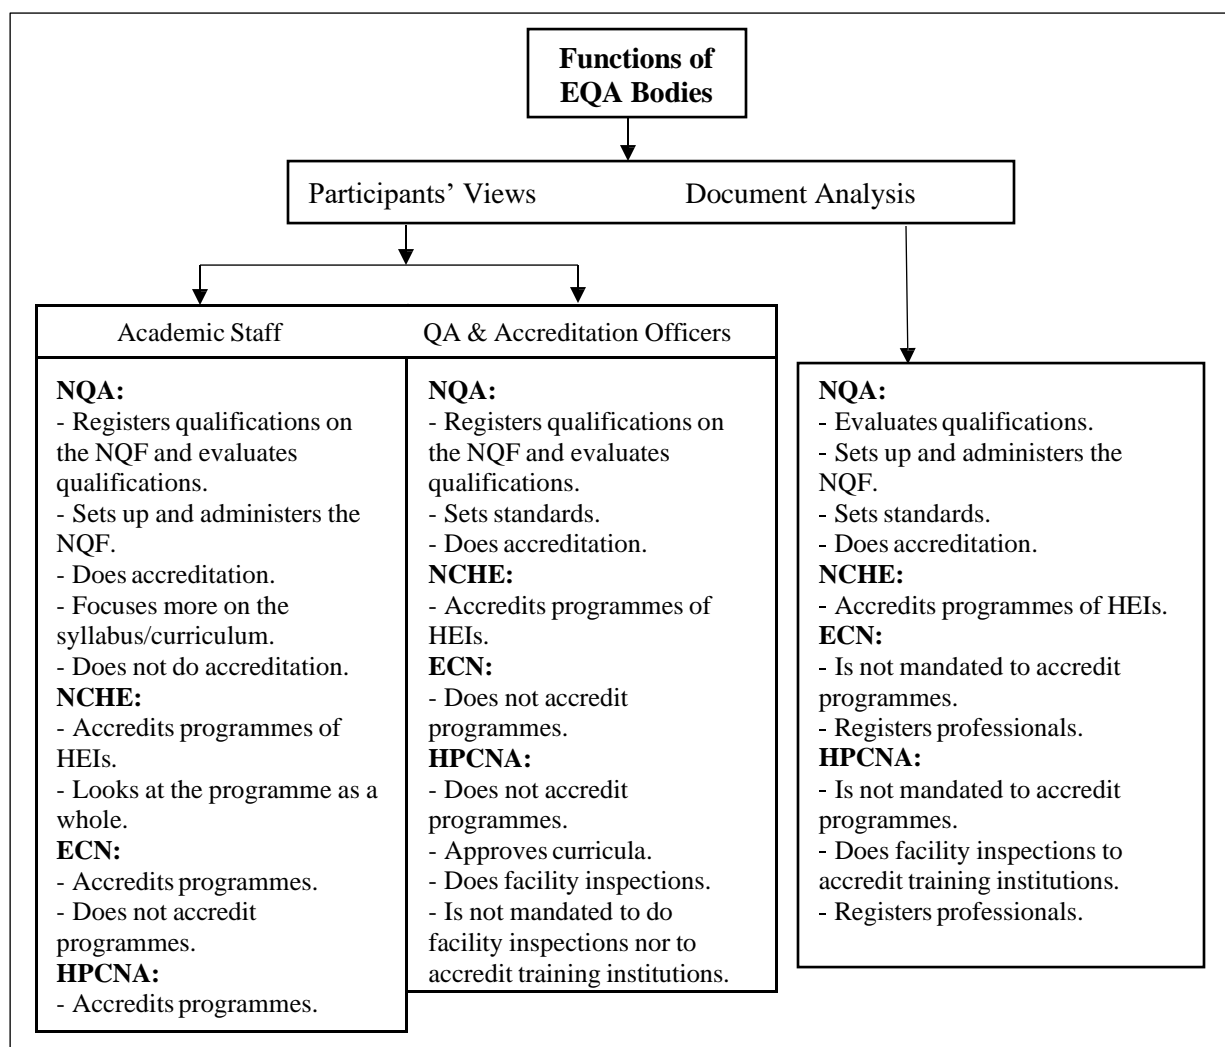 Functions of
EQA Bodies
Participants’ Views
Document Analysis
Academic Staff
QA & Accreditation Officers
NQA:
- Registers qualifications on
the NQF and evaluates
qualifications.
- Sets up and administers the
NQF.
- Does accreditation.
- Focuses more on the
syllabus/curriculum.
- Does not do accreditation.
NCHE:
- Accredits programmes of
HEIs.
- Looks at the programme as a
whole.
ECN:
- Accredits programmes.
- Does not accredit
programmes.
HPCNA:
- Accredits programmes.
NQA:
- Registers qualifications on
the NQF and evaluates
qualifications.
- Sets standards.
- Does accreditation.
NCHE:
- Accredits programmes of
HEIs.
ECN:
- Does not accredit
programmes.
HPCNA:
- Does not accredit
programmes.
- Approves curricula.
- Does facility inspections.
- Is not mandated to do
facility inspections nor to
accredit training institutions.
NQA:
- Evaluates qualifications.
- Sets up and administers the
NQF.
- Sets standards.
- Does accreditation.
NCHE:
- Accredits programmes of HEIs.
ECN:
- Is not mandated to accredit
programmes.
- Registers professionals.
HPCNA:
- Is not mandated to accredit
programmes.
- Does facility inspections to
accredit training institutions.
- Registers professionals.